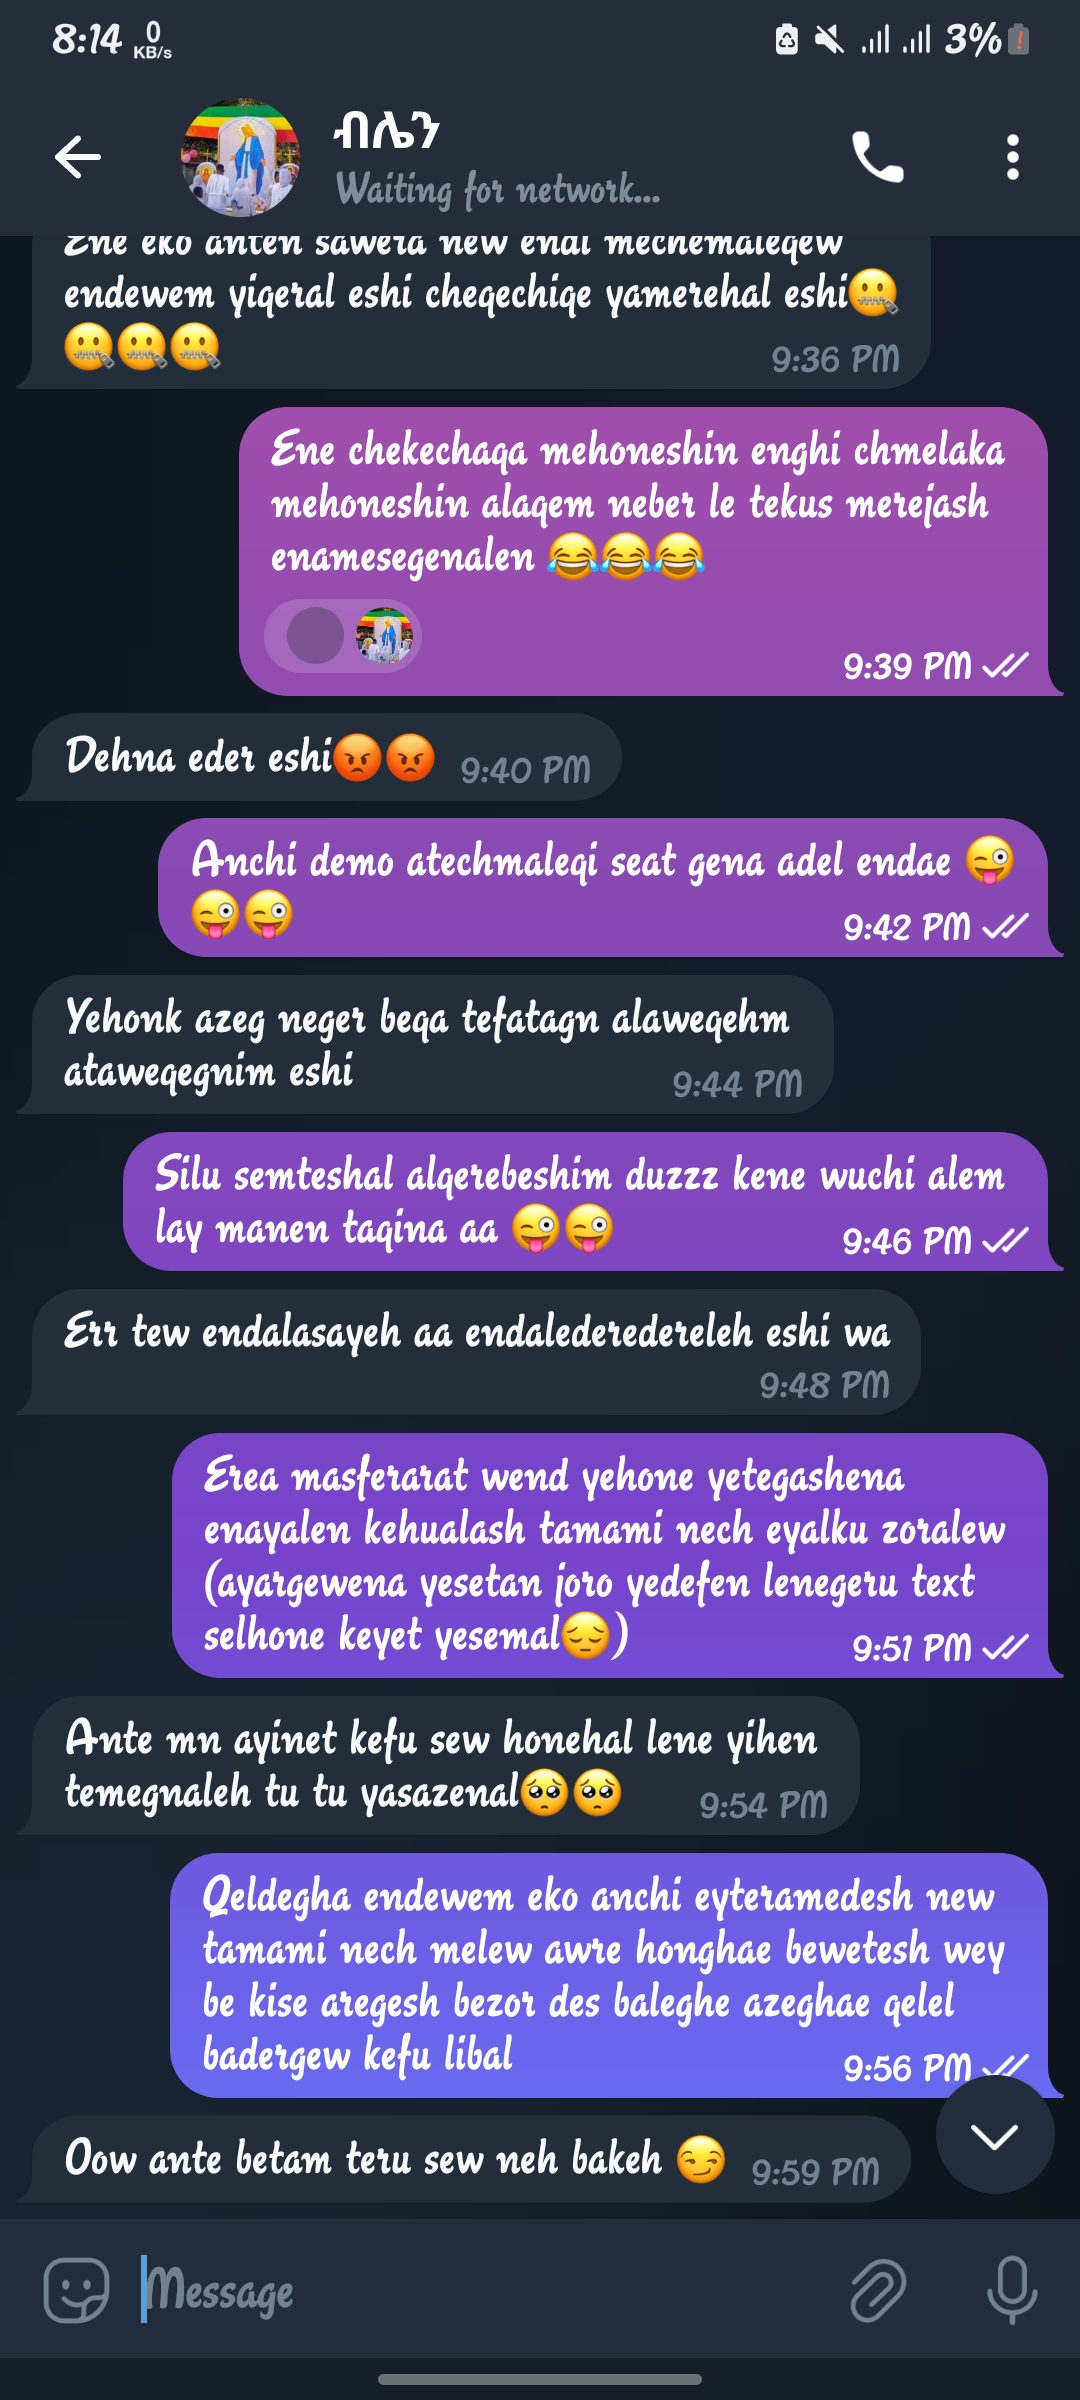 8:14 0 KB/s 3%
ብሌን
Waiting for network...
Ene eko anten sawera new endi mechemaleqew
endewem yiqeral eshi cheqechiqe yamerehal eshi🤐
🤐🤐🤐
9:36 PM
Ene chekechaqa mehoneshin enghi chmelaka
mehoneshin alaqem neber le tekus merejash
enamesegenalen 😂😂😂
9:39 PM
Dehna eder eshi😡😡 9:40 PM
Anchi demo atechmaleqi seat gena adel endae 😜
😜😜 9:42 PM
Yehonk azeg neger beqa tefatagn alaweqehm
ataweqegnim eshi 9:44 PM
Silu semteshal alqerebeshim duzzz kene wuchi alem
lay manen taqina aa 😜😜 9:46 PM
Err tew endalasayeh aa endalederedereleh eshi wa
9:48 PM
Erea masferarat wend yehone yetegashena
enayalen kehualash tamami nech eyalku zoralew
(ayargewena yesetan joro yedefen lenegeru text
selhone keyet yesemal😔) 9:51 PM
Ante mn ayinet kefu sew honehal lene yihen
temegnaleh tu tu yasazenal🥺🥺 9:54 PM
Qeldegha endewem eko anchi eyteramedesh new
tamami nech melew awre honghae bewetesh wey
be kise aregesh bezor des baleghe azeghae qelel
badergew kefu libal 9:56 PM
Oow ante betam teru sew neh bakeh 😏 9:59 PM
Message